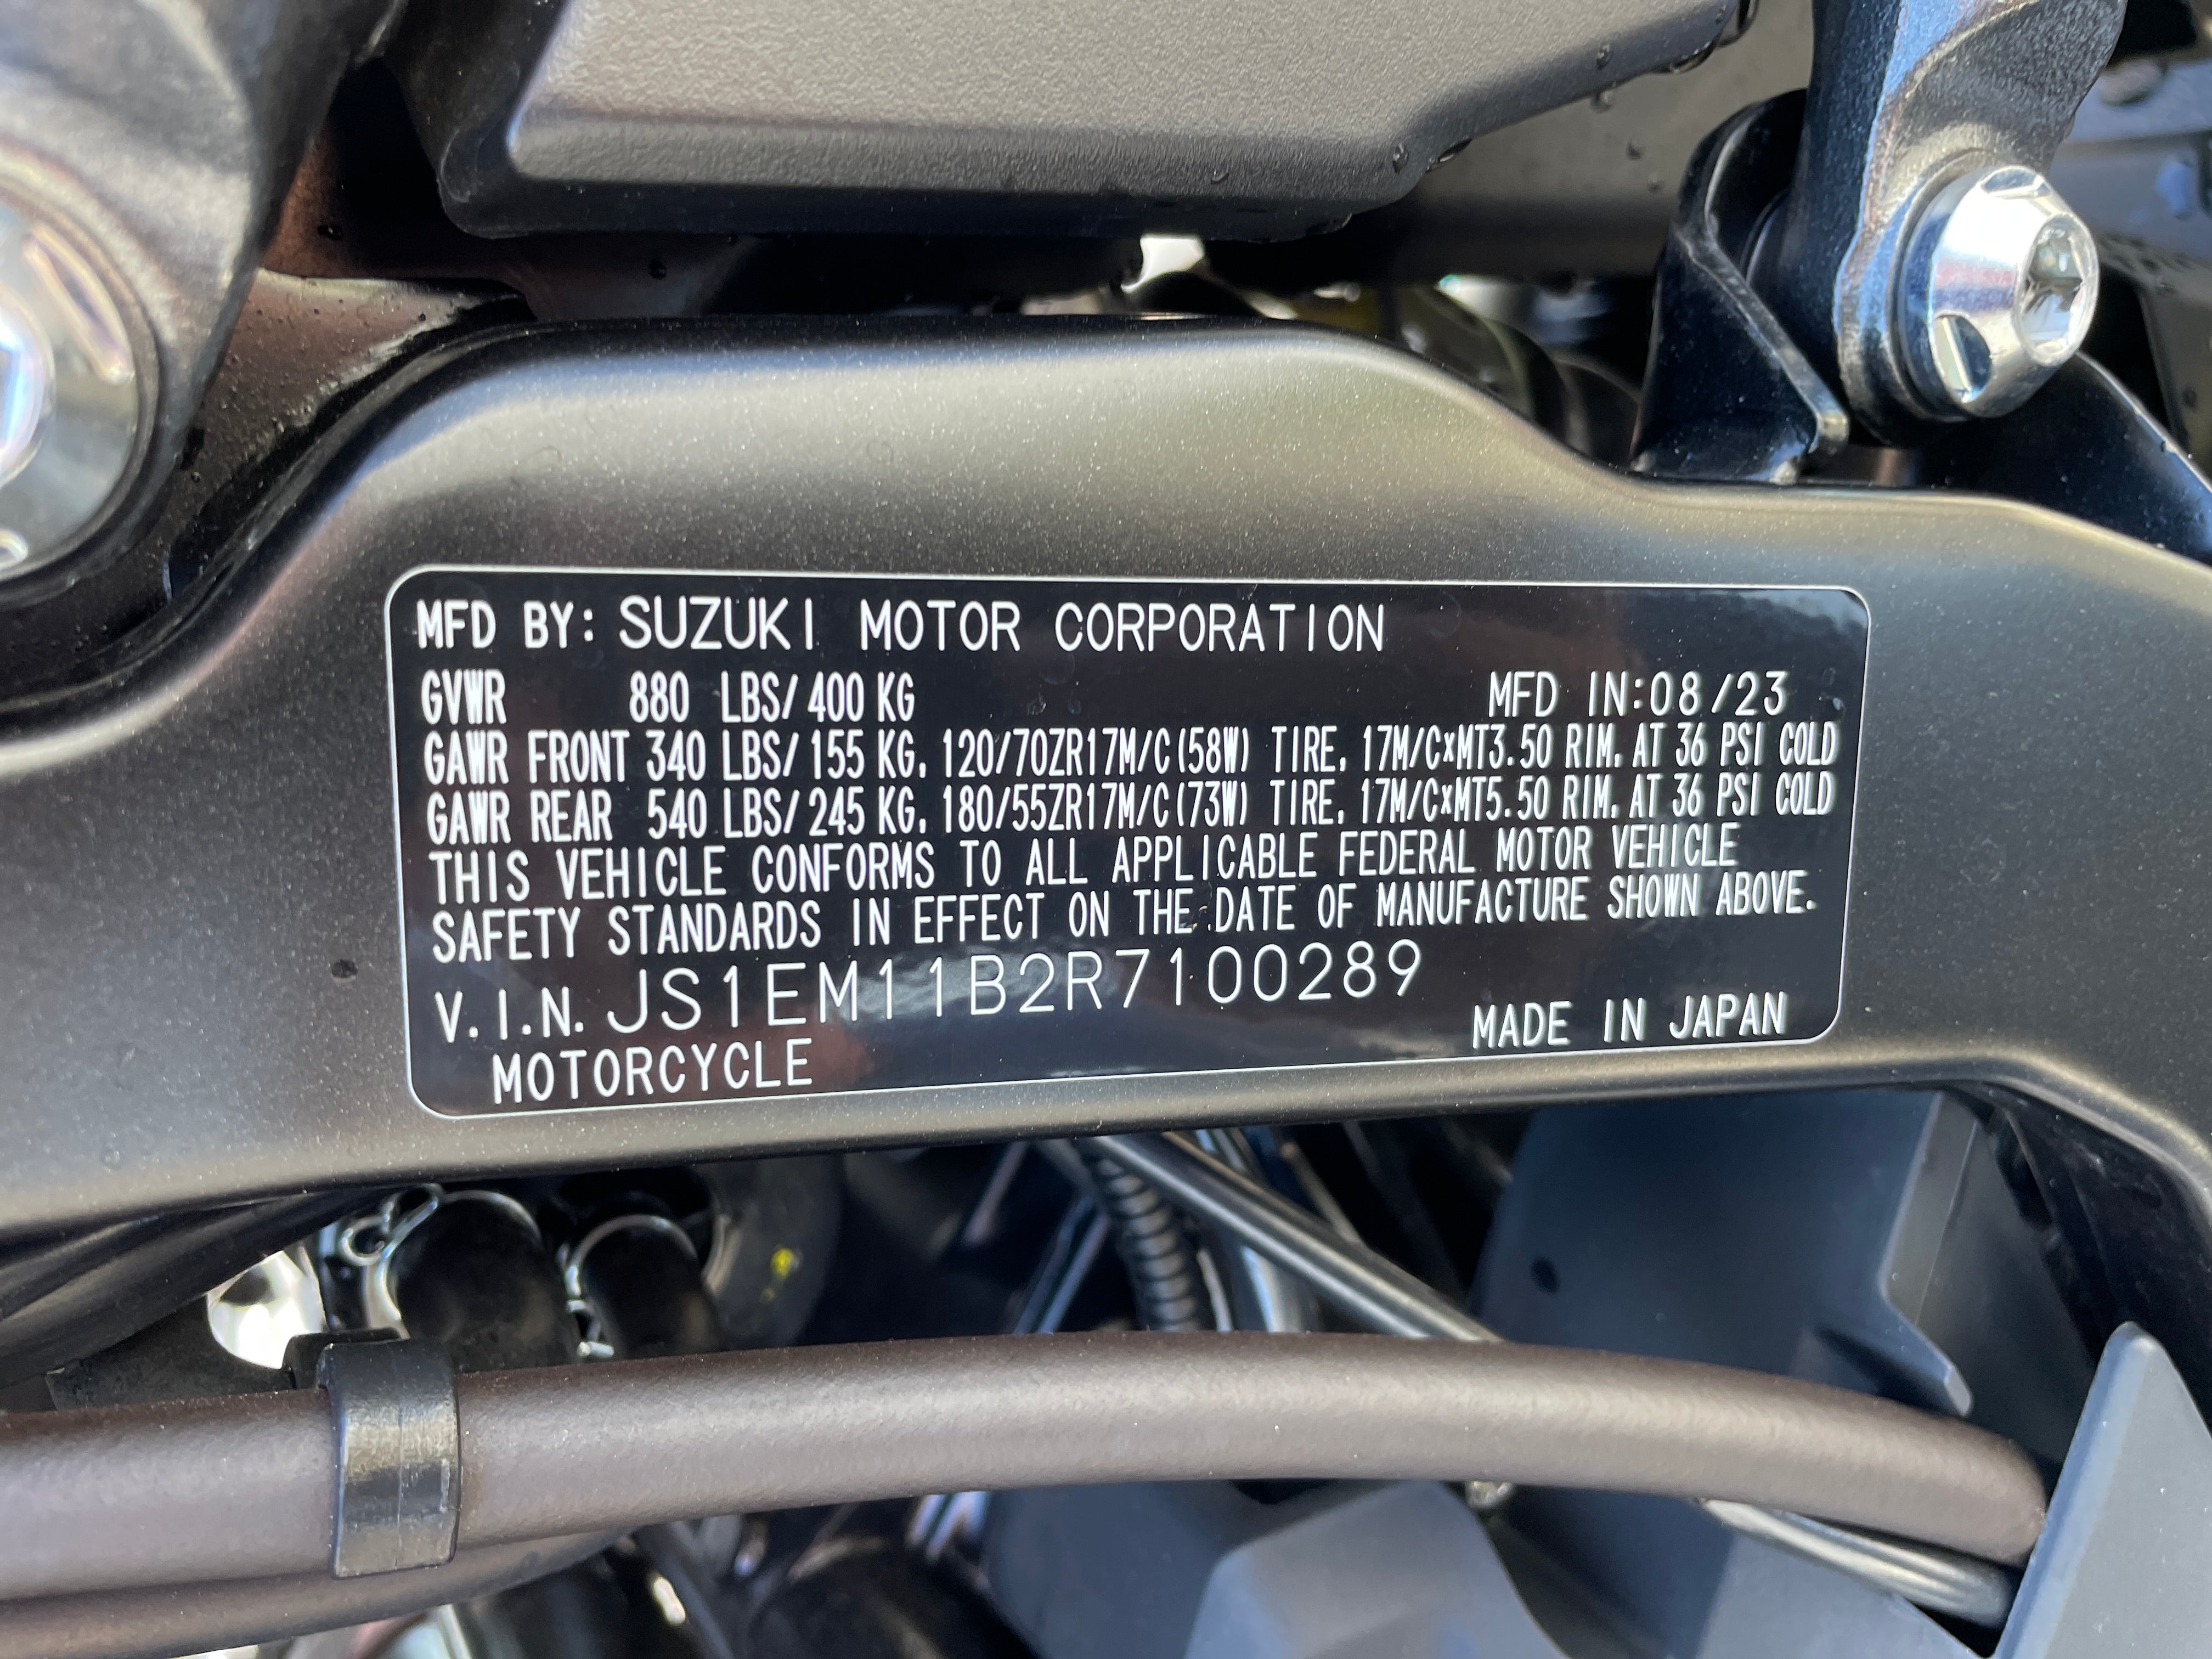 MFD BY: SUZUKI MOTOR CORPORATION
GVWR 880 LBS/ 400 KG MFD IN:08/23
GAWR FRONT 340 LBS/ 155 KG. 120/70ZR17M/C(58W) TIRE, 17M/C×MT3.50 RIM, AT 36 PSI COLD
GAWR REAR 540 LBS/ 245 KG. 180/55ZR17M/C(73W) TIRE, 17M/C×MT5.50 RIM, AT 36 PSI COLD
THIS VEHICLE CONFORMS TO ALL APPLICABLE FEDERAL MOTOR VEHICLE
SAFETY STANDARDS IN EFFECT ON THE DATE OF MANUFACTURE SHOWN ABOVE.
V.I.N. JS1EM11B2R7100289
MOTORCYCLE MADE IN JAPAN